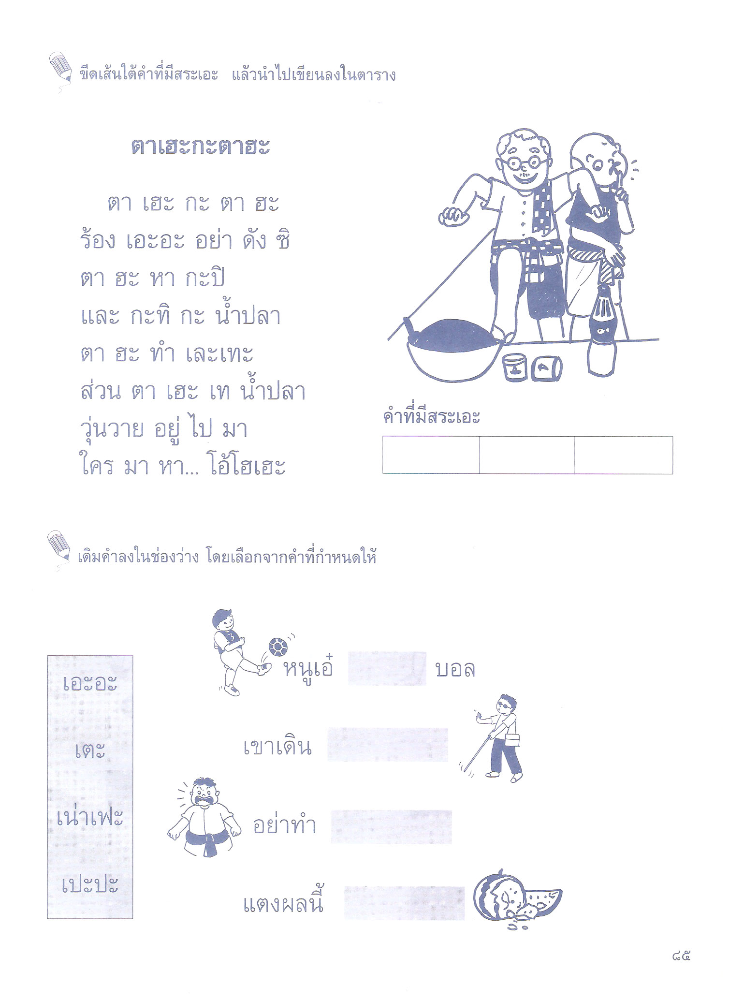 ขีดเส้นใต้คำที่มีสระเอะ แล้วนำไปเขียนลงในตาราง
ตาเฮะกะตาฮะ
ตา เฮะ กะ ตา ฮะ
ร้อง เอะอะ อย่า ดัง ซิ
ตา ฮะ หา กะปิ
และ กะทิ กะ น้ำปลา
ตา ฮะ ทำ เละเทะ
ส่วน ตา เฮะ เท น้ำปลา
วุ่นวาย อยู่ ไป มา
ใคร มา หา... โอ้โฮเฮะ
คำที่มีสระเอะ
เติมคำลงในช่องว่าง โดยเลือกจากคำที่กำหนดให้
เอะอะ
เตะ
เน่าเฟะ
เปะปะ
3
หนูเอ๋ บอล
เขาเดิน
อย่าทำ
แตงผลนี้
๘๕